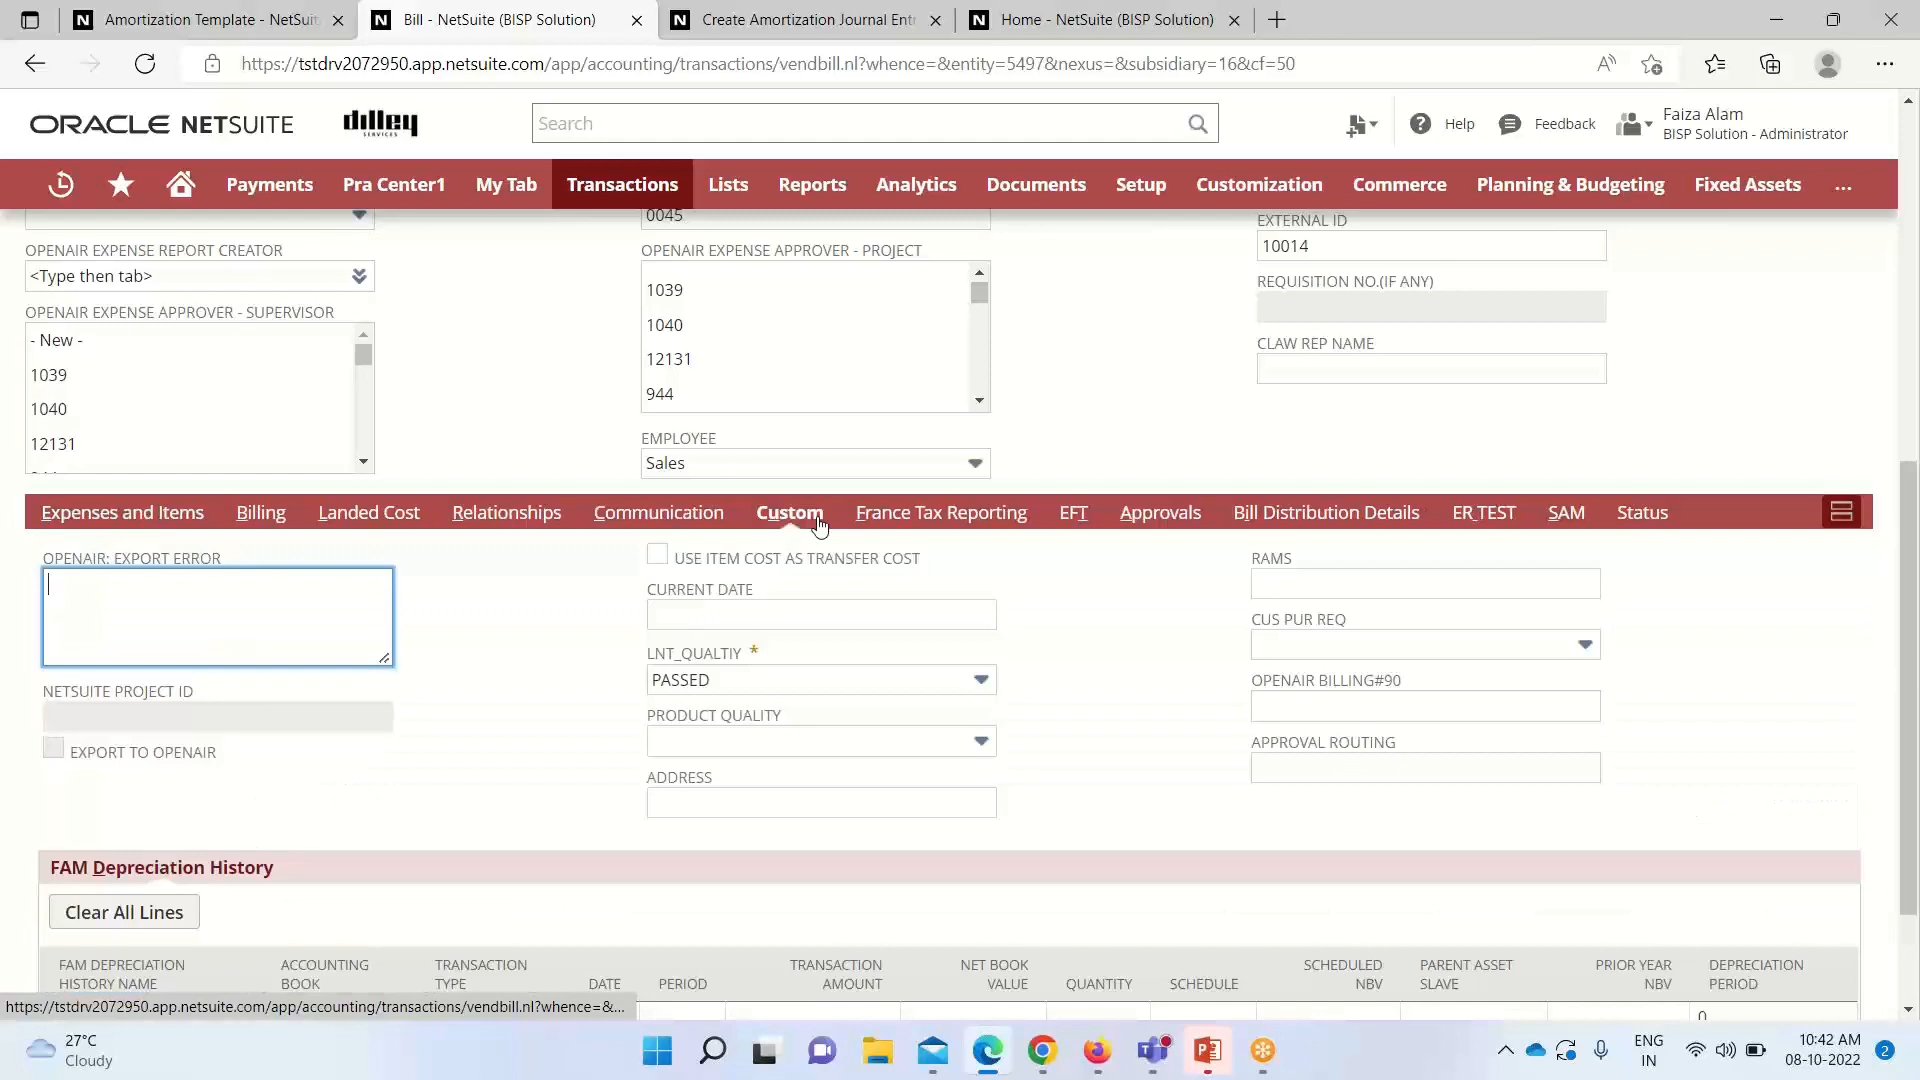 Amortization Template - NetSuit
Bill - NetSuite (BISP Solution)
Create Amortization Journal Entr
Home - NetSuite (BISP Solution)
https://tstdrv2072950.app.netsuite.com/app/accounting/transactions/vendbill.nl?whence=&entity=5497&nexus=&subsidiary=16&cf=50
ORACLE NETSUITE
dilley
SERVICES
Search
Help
Feedback
Faiza Alam
BISP Solution - Administrator
Payments
Pra Center1
My Tab
Transactions
Lists
Reports
Analytics
Documents
Setup
Customization
Commerce
Planning & Budgeting
Fixed Assets
...
0045
EXTERNAL ID
10014
OPENAIR EXPENSE REPORT CREATOR
<Type then tab>
OPENAIR EXPENSE APPROVER - PROJECT
1039
1040
12131
944
REQUISITION NO.(IF ANY)
OPENAIR EXPENSE APPROVER - SUPERVISOR
- New -
1039
1040
12131
CLAW REP NAME
EMPLOYEE
Sales
Expenses and Items
Billing
Landed Cost
Relationships
Communication
Custom
France Tax Reporting
EFT
Approvals
Bill Distribution Details
ER_TEST
SAM
Status
OPENAIR: EXPORT ERROR
NETSUITE PROJECT ID
EXPORT TO OPENAIR
USE ITEM COST AS TRANSFER COST
CURRENT DATE
LNT_QUALTIY *
PASSED
PRODUCT QUALITY
ADDRESS
RAMS
CUS PUR REQ
OPENAIR BILLING#90
APPROVAL ROUTING
FAM Depreciation History
Clear All Lines
FAM DEPRECIATION HISTORY NAME
ACCOUNTING BOOK
TRANSACTION TYPE
DATE
PERIOD
TRANSACTION AMOUNT
NET BOOK VALUE
QUANTITY
SCHEDULE
SCHEDULED NBV
PARENT ASSET SLAVE
PRIOR YEAR NBV
DEPRECIATION PERIOD
0
https://tstdrv2072950.app.netsuite.com/app/accounting/transactions/vendbill.nl?whence=&...
27°C
Cloudy
ENG
IN
10:42 AM
08-10-2022
2